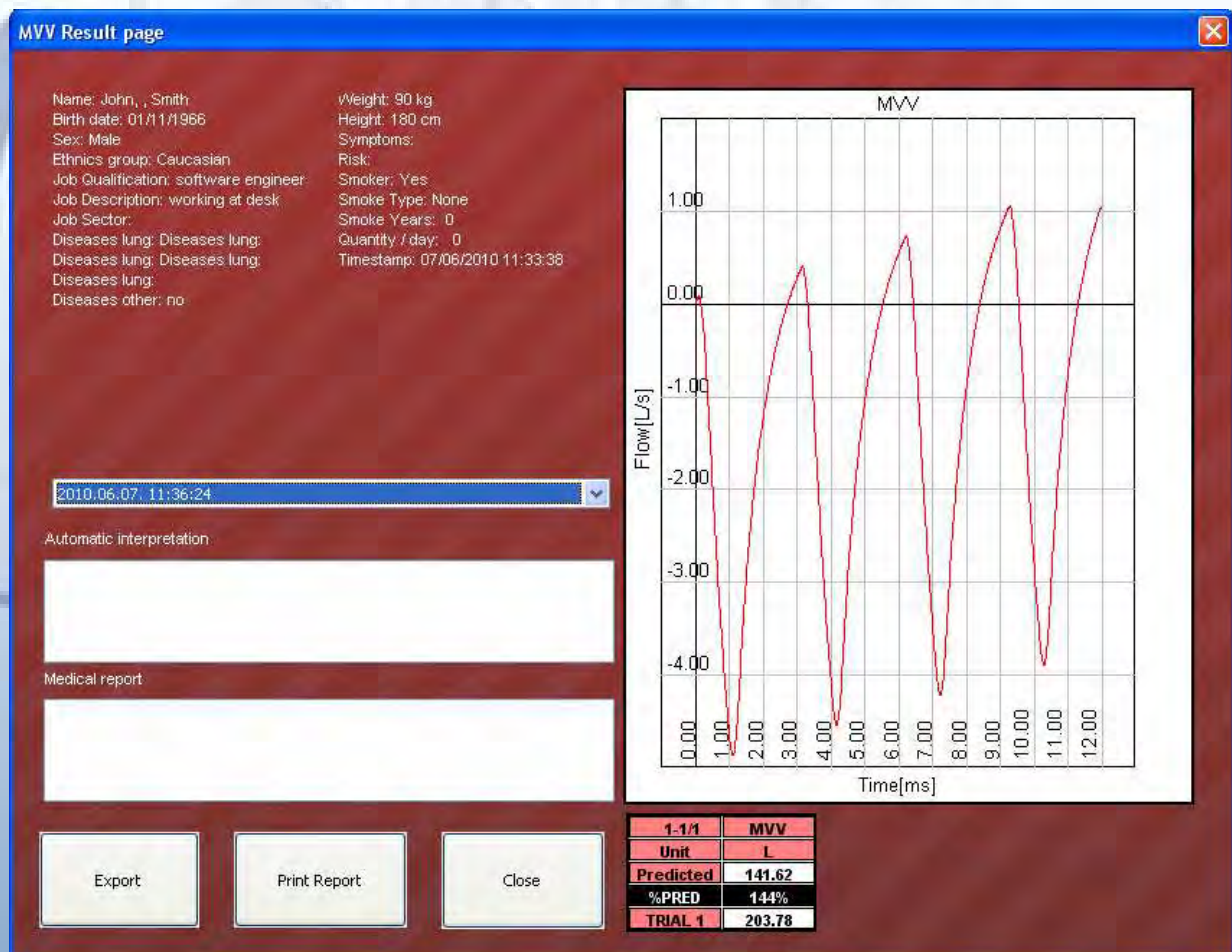 MVV Result page
Name: John, , Smith
Birth date: 01/11/1966
Sex: Male
Ethnics group: Caucasian
Job Qualification: software engineer
Job Description: working at desk
Job Sector:
Diseases lung: Diseases lung:
Diseases lung: Diseases lung:
Diseases lung:
Diseases other: no
Weight: 90 kg
Height: 180 cm
Symptoms:
Risk:
Smoker: Yes
Smoke Type: None
Smoke Years: 0
Quantity / day: 0
Timestamp: 07/06/2010 11:33:38
2010.06.07. 11:36:24
Automatic interpretation
Medical report
Export
Print Report
Close
MVV
1.00
0.00
-1.00
-2.00
-3.00
-4.00
Flow[L/s]
0.00 1.00 2.00 3.00 4.00 5.00 6.00 7.00 8.00 9.00 10.00 11.00 12.00
Time[ms]
1-1/1 MVV
Unit L
Predicted 141.62
%PRED 144%
TRIAL 1 203.78